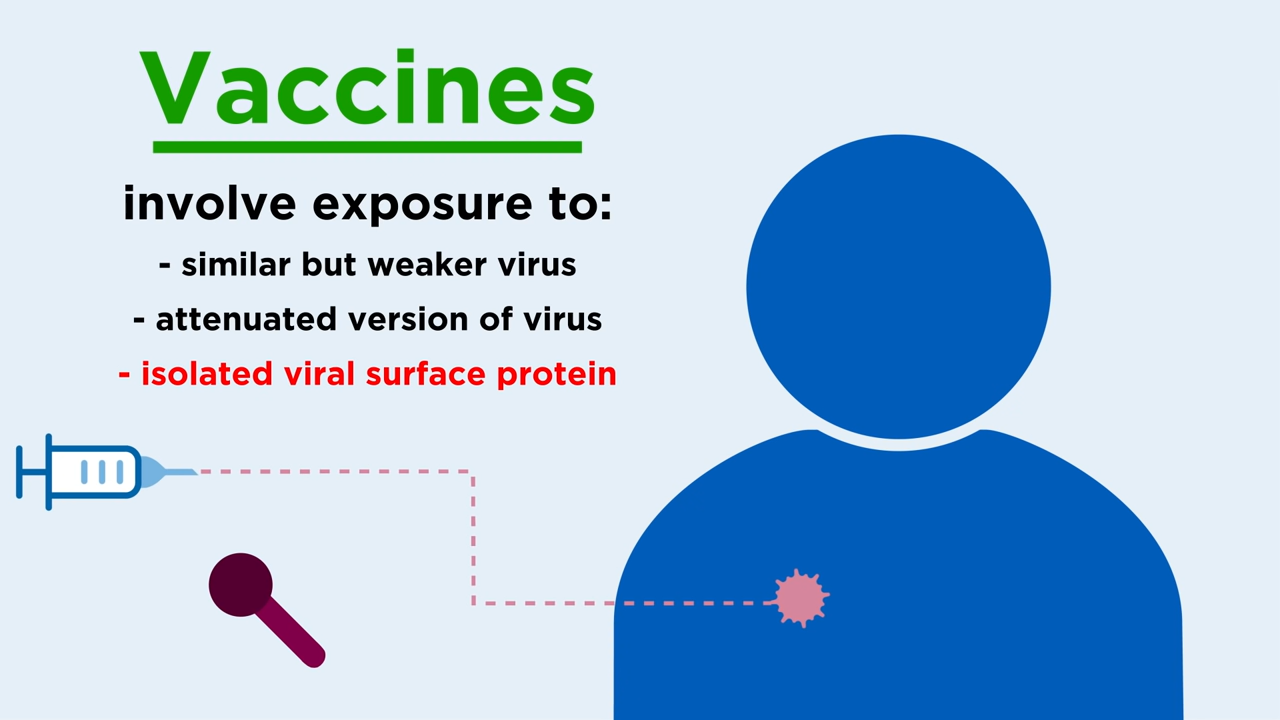 Vaccines
involve exposure to:
- similar but weaker virus
- attenuated version of virus
- isolated viral surface protein